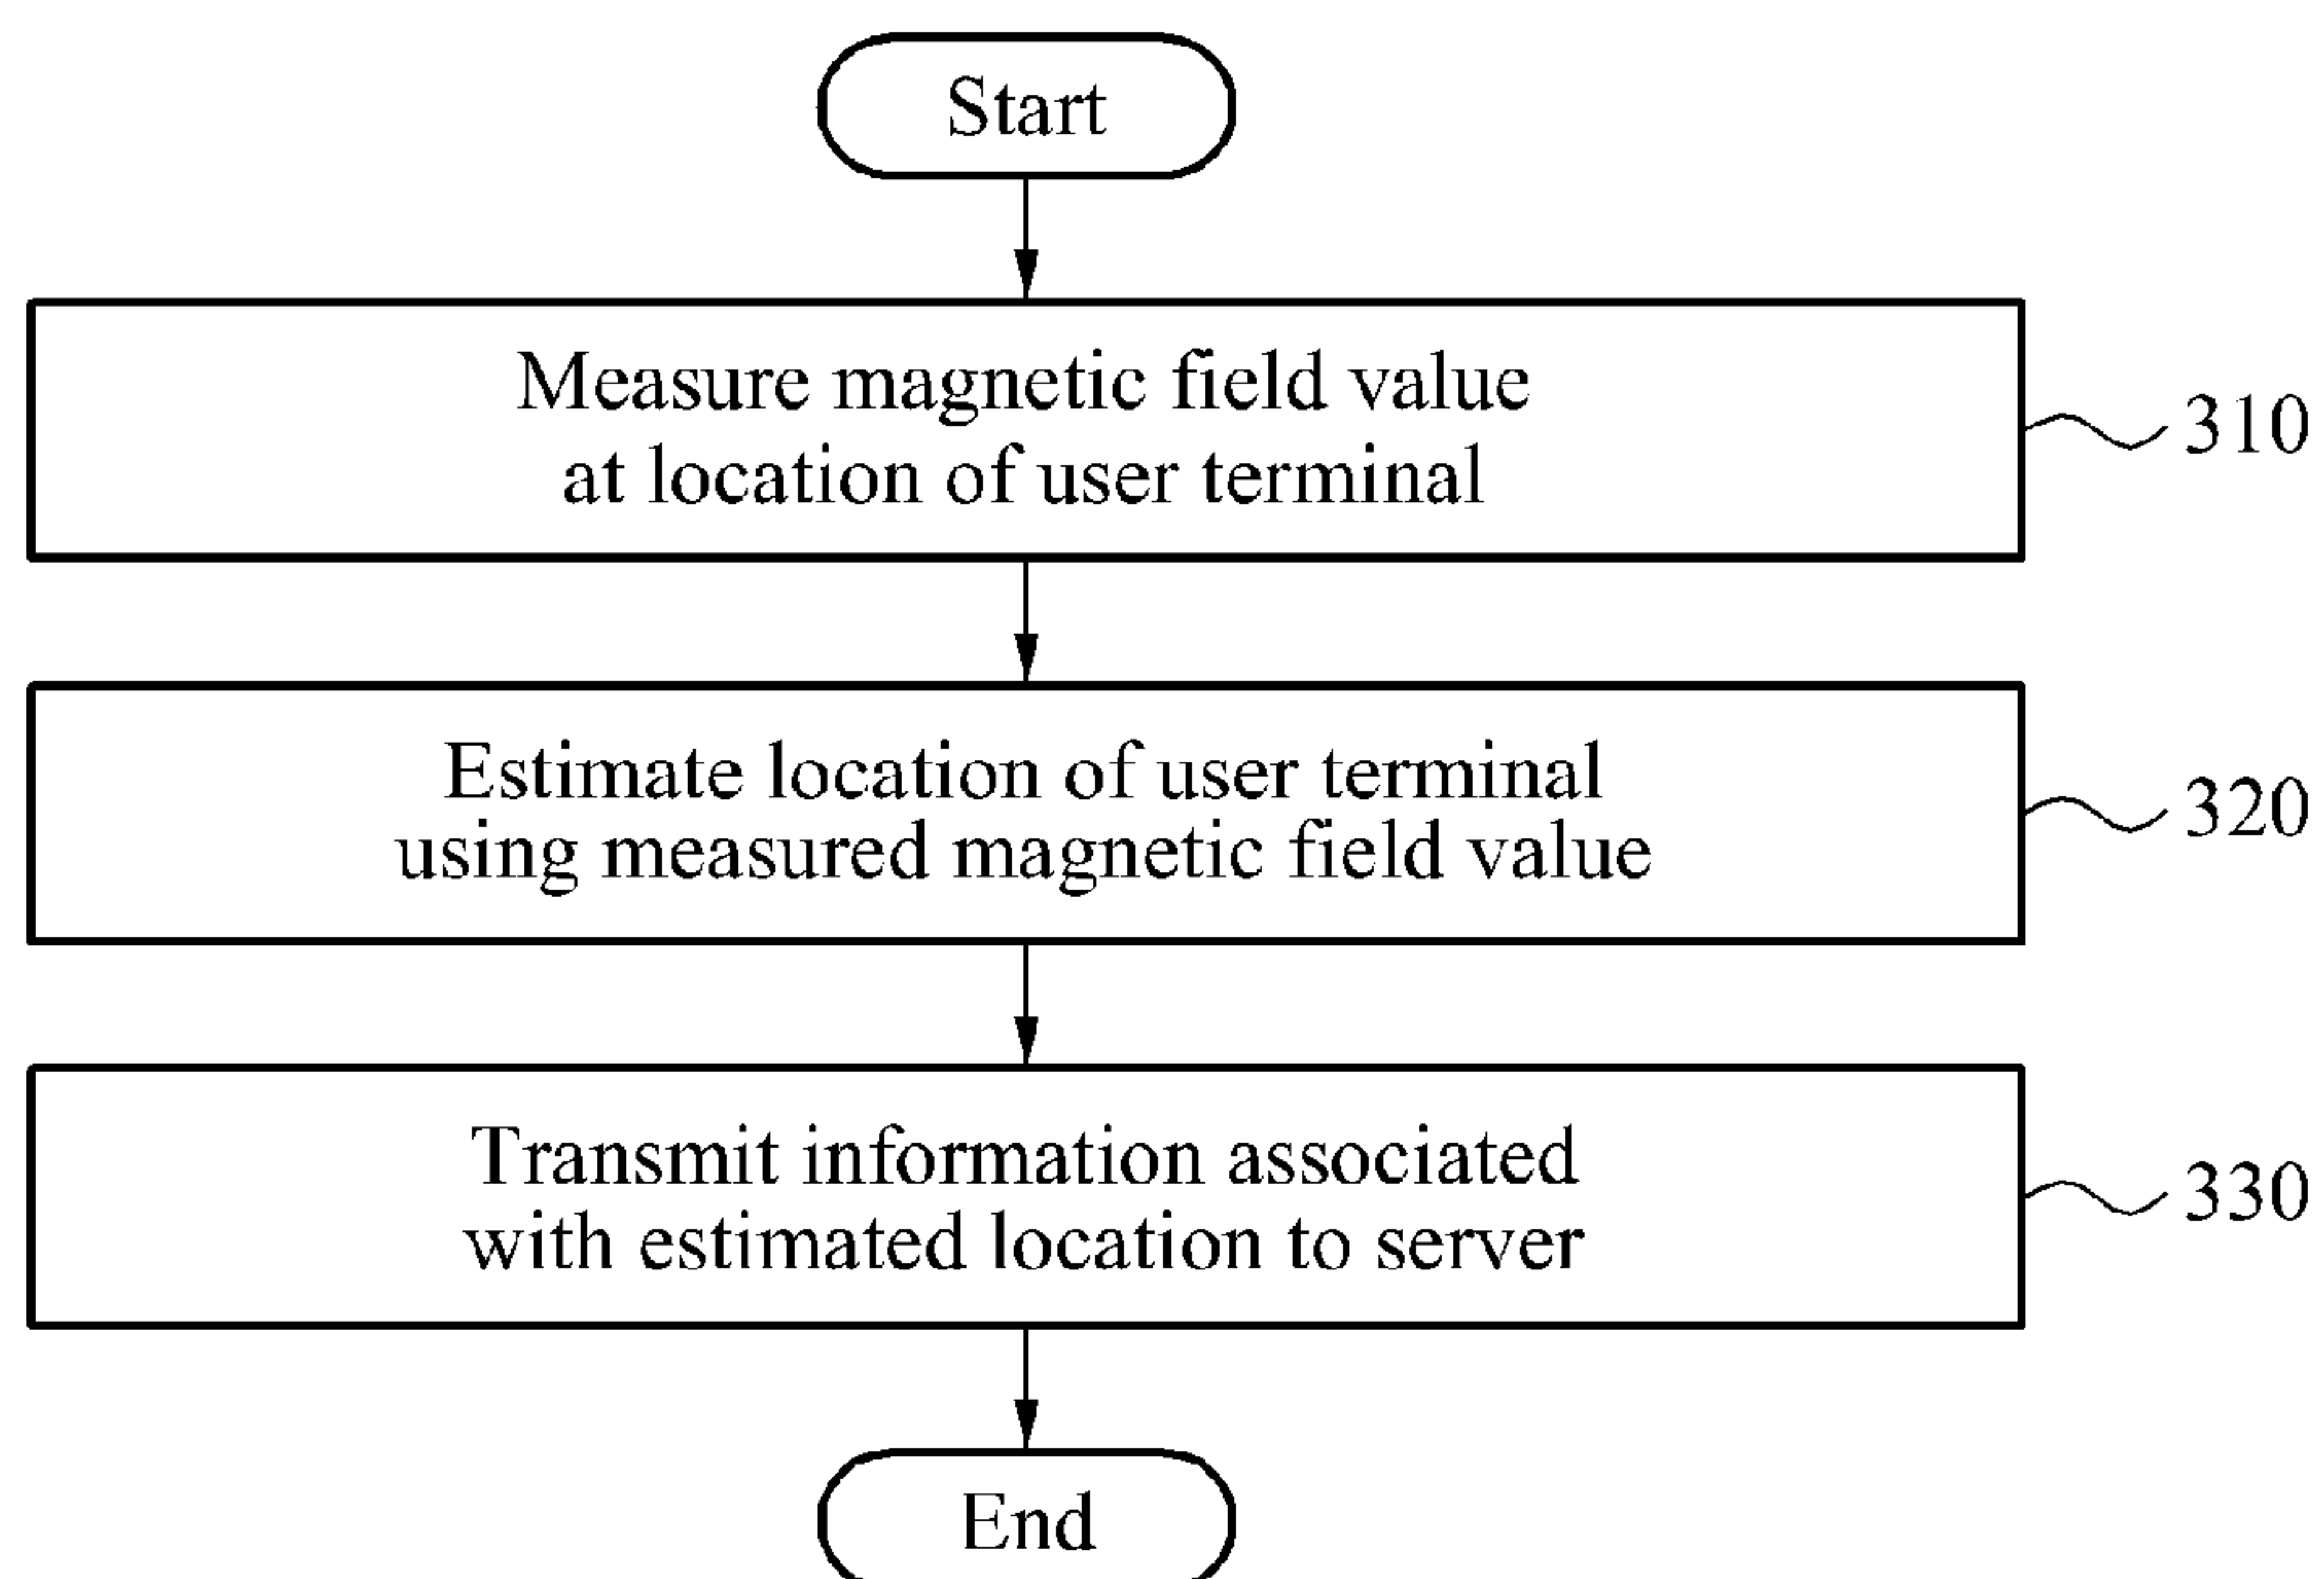 Start
Measure magnetic field value
at location of user terminal
310
Estimate location of user terminal
using measured magnetic field value
320
Transmit information associated
with estimated location to server
330
End